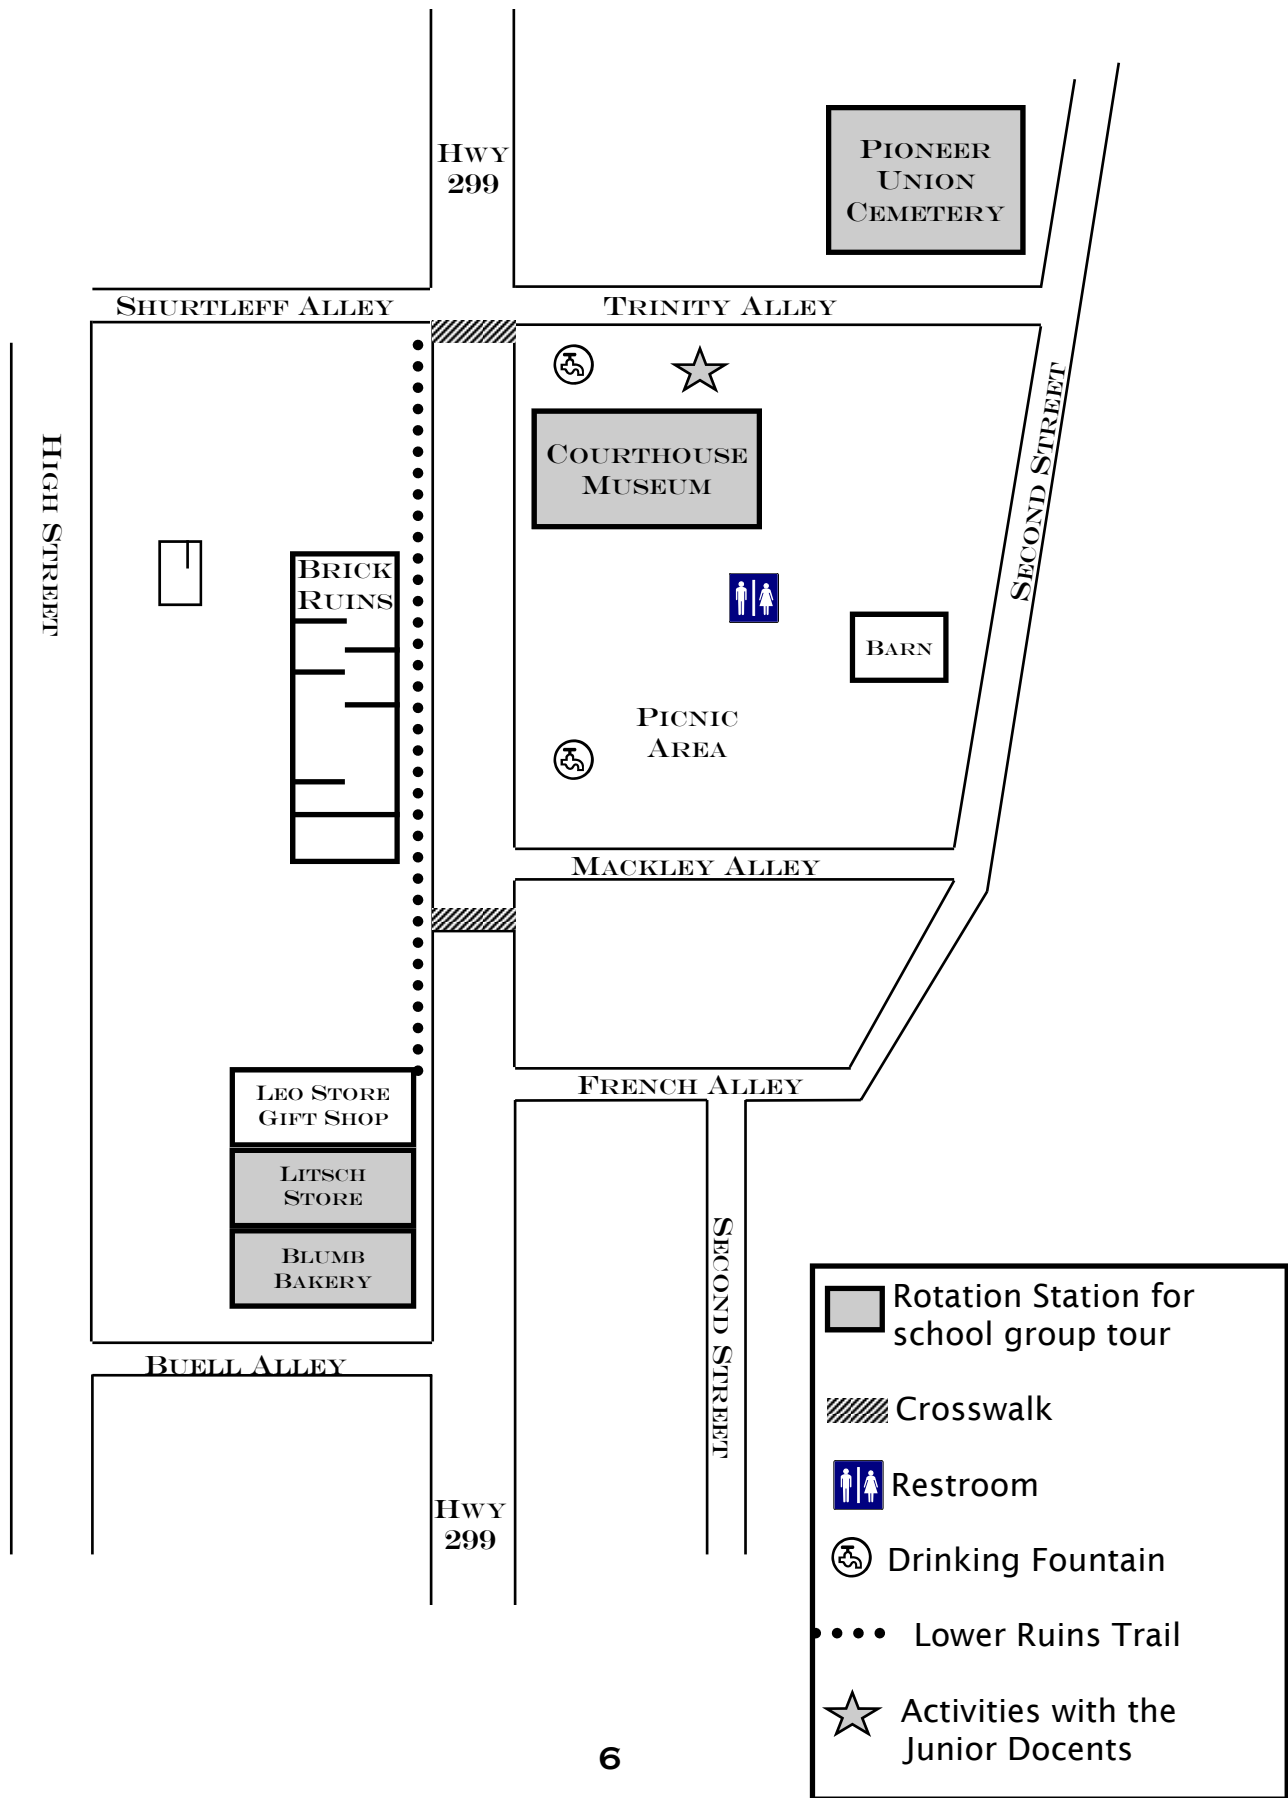 Hwy
299
Pioneer
Union
Cemetery
Shurtleff Alley
Trinity Alley
High Street
Courthouse
Museum
Second Street
Brick
Ruins
Barn
Picnic
Area
Mackley Alley
Leo Store
Gift Shop
French Alley
Litsch
Store
Blumb
Bakery
Second Street
Buell Alley
Hwy
299
Rotation Station for
school group tour
Crosswalk
Restroom
Drinking Fountain
Lower Ruins Trail
Activities with the
Junior Docents
6